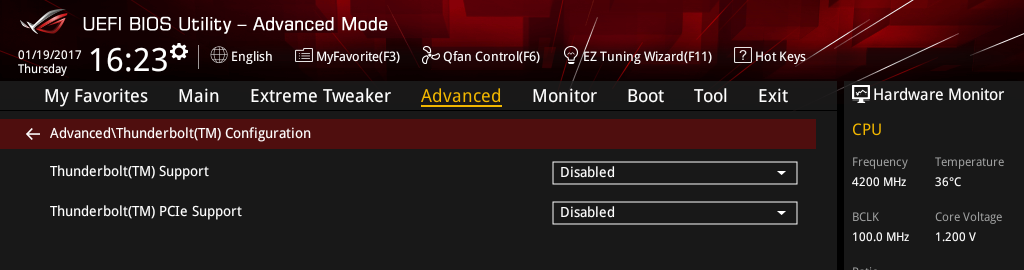 UEFI BIOS Utility – Advanced Mode
01/19/2017
Thursday
16:23
English
MyFavorite(F3)
Qfan Control(F6)
EZ Tuning Wizard(F11)
Hot Keys
My Favorites Main Extreme Tweaker Advanced Monitor Boot Tool Exit
Hardware Monitor
Advanced\Thunderbolt(TM) Configuration
Thunderbolt(TM) Support Disabled
Thunderbolt(TM) PCIe Support Disabled
CPU
Frequency Temperature
4200 MHz 36°C
BCLK Core Voltage
100.0 MHz 1.200 V